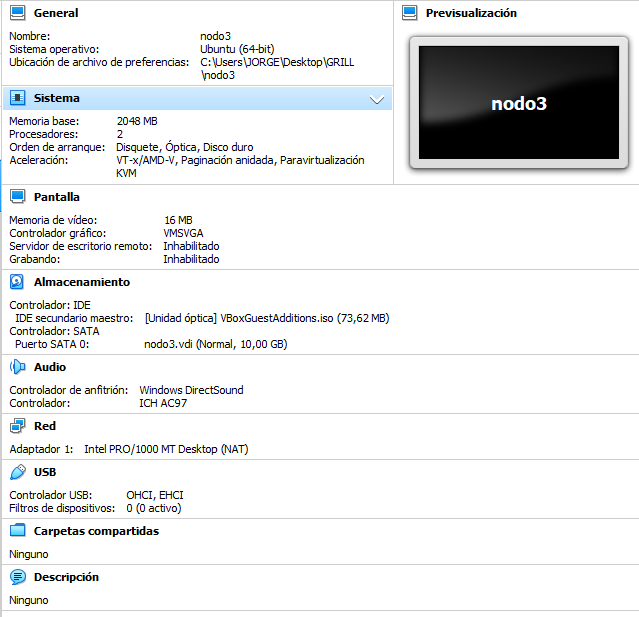 General
Nombre: nodo3
Sistema operativo: Ubuntu (64-bit)
Ubicación de archivo de preferencias: C:\Users\JORGE\Desktop\GRILL
\nodo3
Previsualización
nodo3
Sistema
Memoria base: 2048 MB
Procesadores: 2
Orden de arranque: Disquete, Óptica, Disco duro
Aceleración: VT-x/AMD-V, Paginación anidada, Paravirtualización
KVM
Pantalla
Memoria de vídeo: 16 MB
Controlador gráfico: VMSVGA
Servidor de escritorio remoto: Inhabilitado
Grabando: Inhabilitado
Almacenamiento
Controlador: IDE
IDE secundario maestro: [Unidad óptica] VBoxGuestAdditions.iso (73,62 MB)
Controlador: SATA
Puerto SATA 0: nodo3.vdi (Normal, 10,00 GB)
Audio
Controlador de anfitrión: Windows DirectSound
Controlador: ICH AC97
Red
Adaptador 1: Intel PRO/1000 MT Desktop (NAT)
USB
Controlador USB: OHCI, EHCI
Filtros de dispositivos: 0 (0 activo)
Carpetas compartidas
Ninguno
Descripción
Ninguno